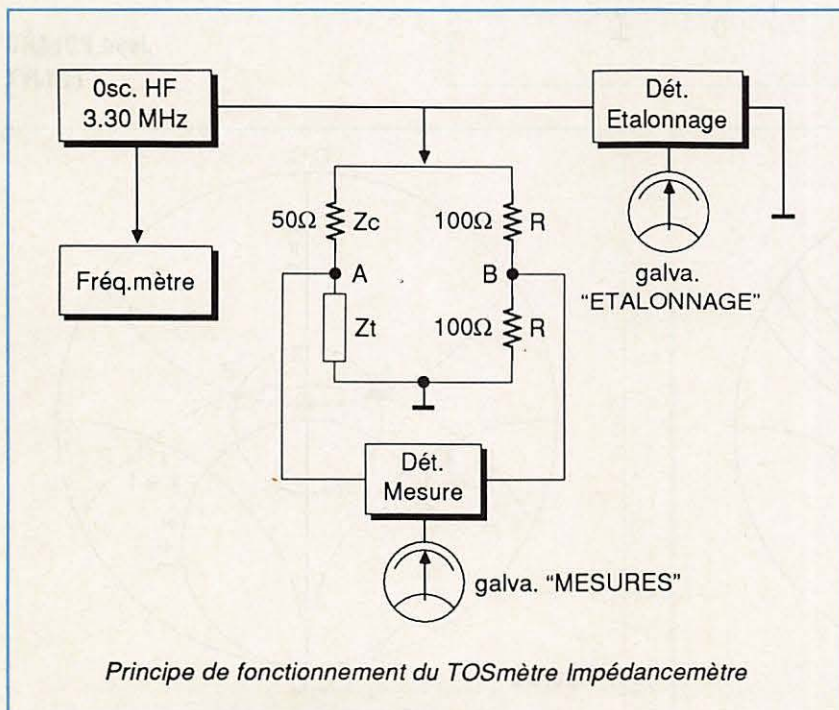 Osc. HF
3.30 MHz
Dét.
Etalonnage
50Ω Zc
100Ω R
Fréq.mètre
A
B
galva.
"ETALONNAGE"
Zt
100Ω R
Dét.
Mesure
galva. "MESURES"
Principe de fonctionnement du TOSmètre Impédancemètre